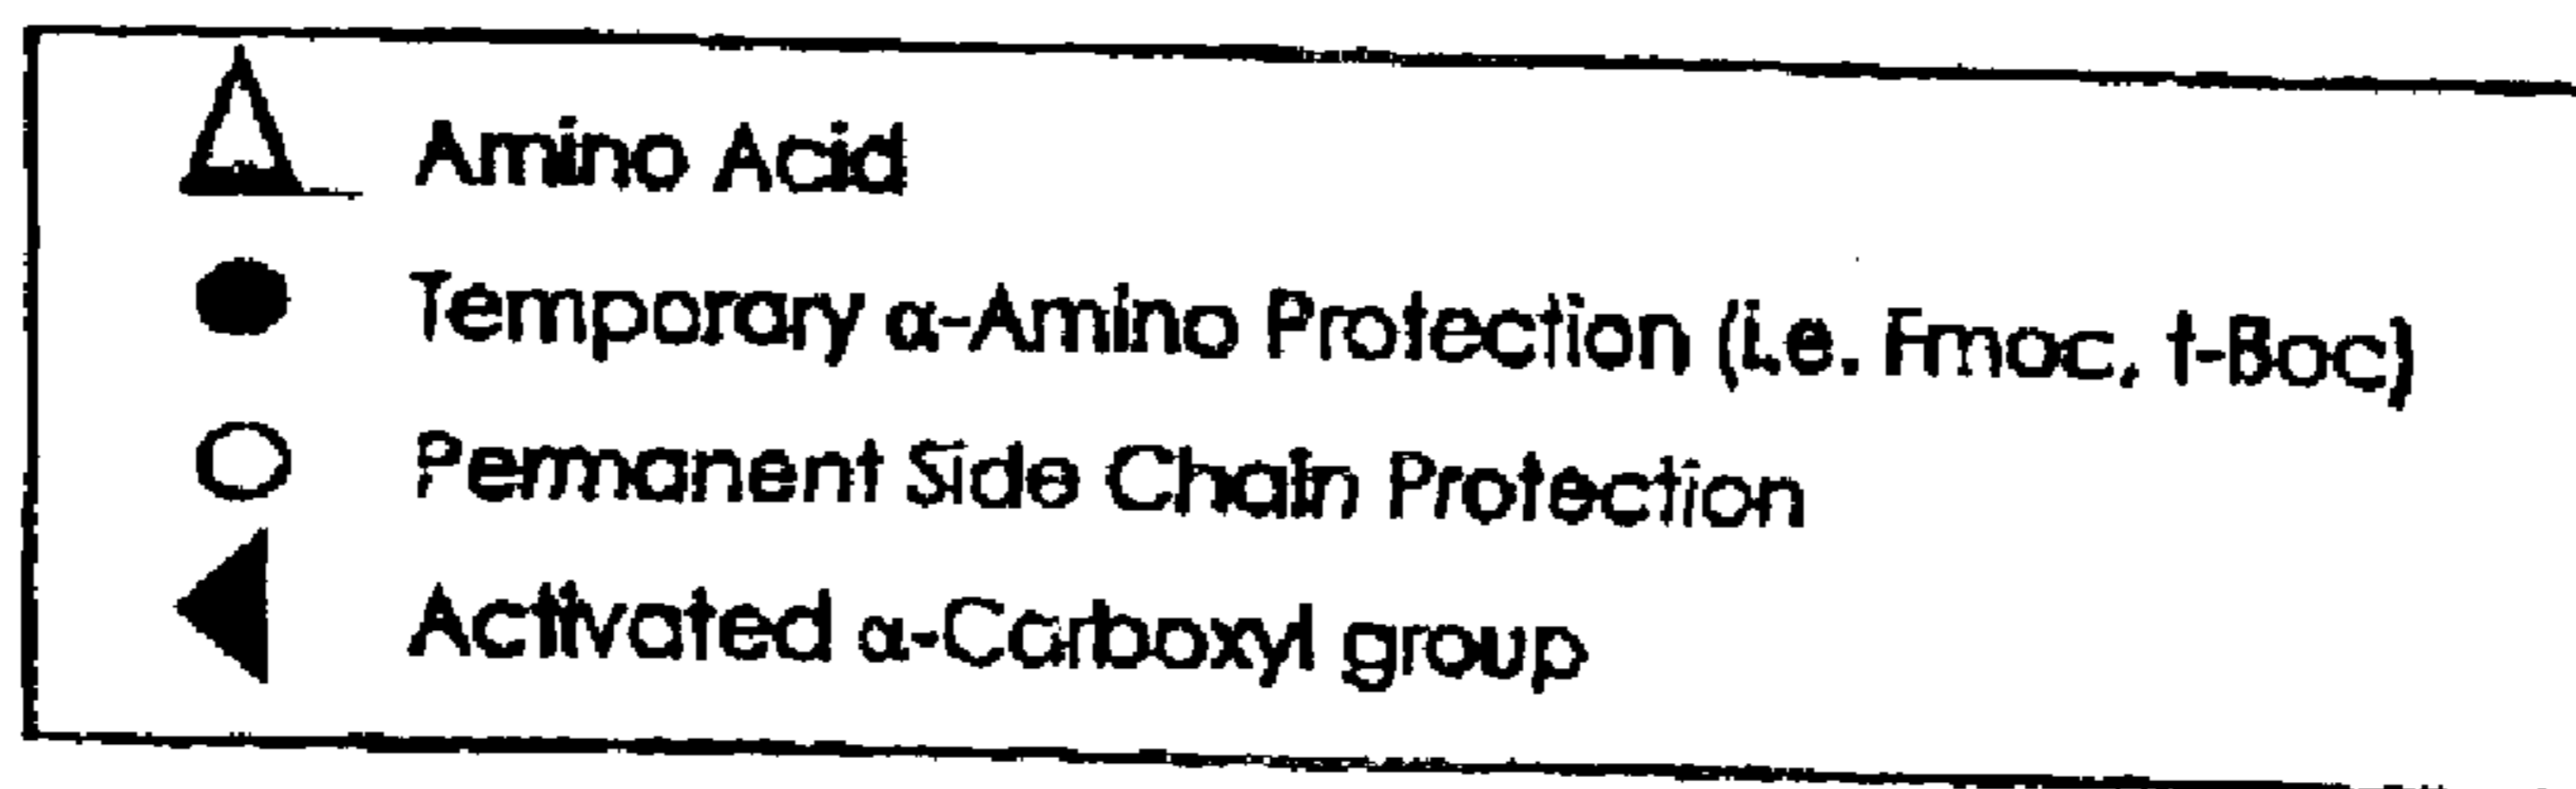 Amino Acid
Temporary α-Amino Protection (i.e. Fmoc, t-Boc)
Permanent Side Chain Protection
Activated α-Carboxyl group